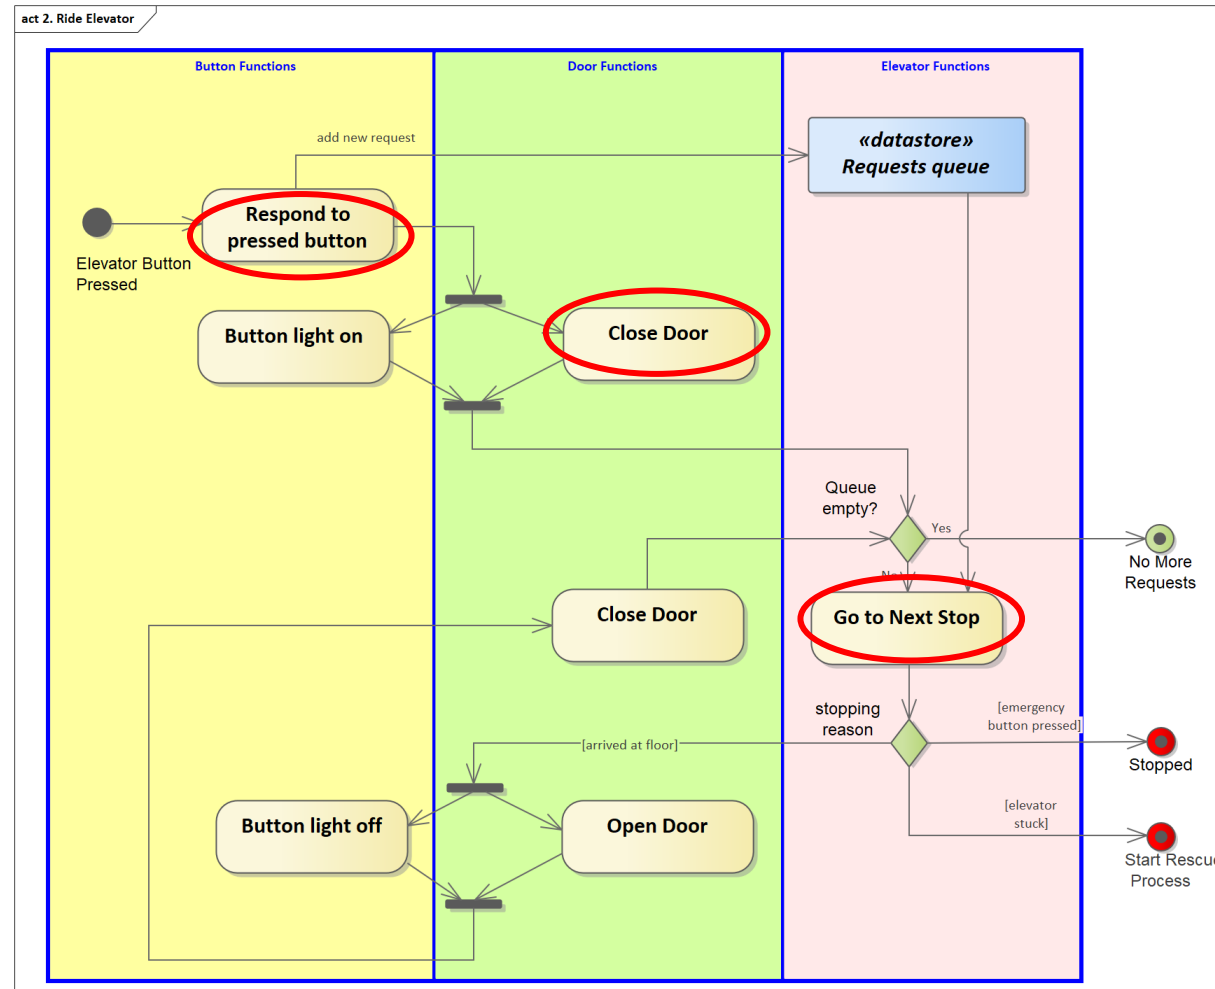 act 2. Ride Elevator
Button Functions
Door Functions
Elevator Functions
add new request
«datastore»
Requests queue
Respond to
pressed button
Elevator Button
Pressed
Button light on
Close Door
Queue
empty?
Yes
No More
Requests
No
Close Door
Go to Next Stop
stopping
reason
[emergency
button pressed]
[arrived at floor]
Stopped
[elevator
stuck]
Button light off
Open Door
Start Rescue
Process